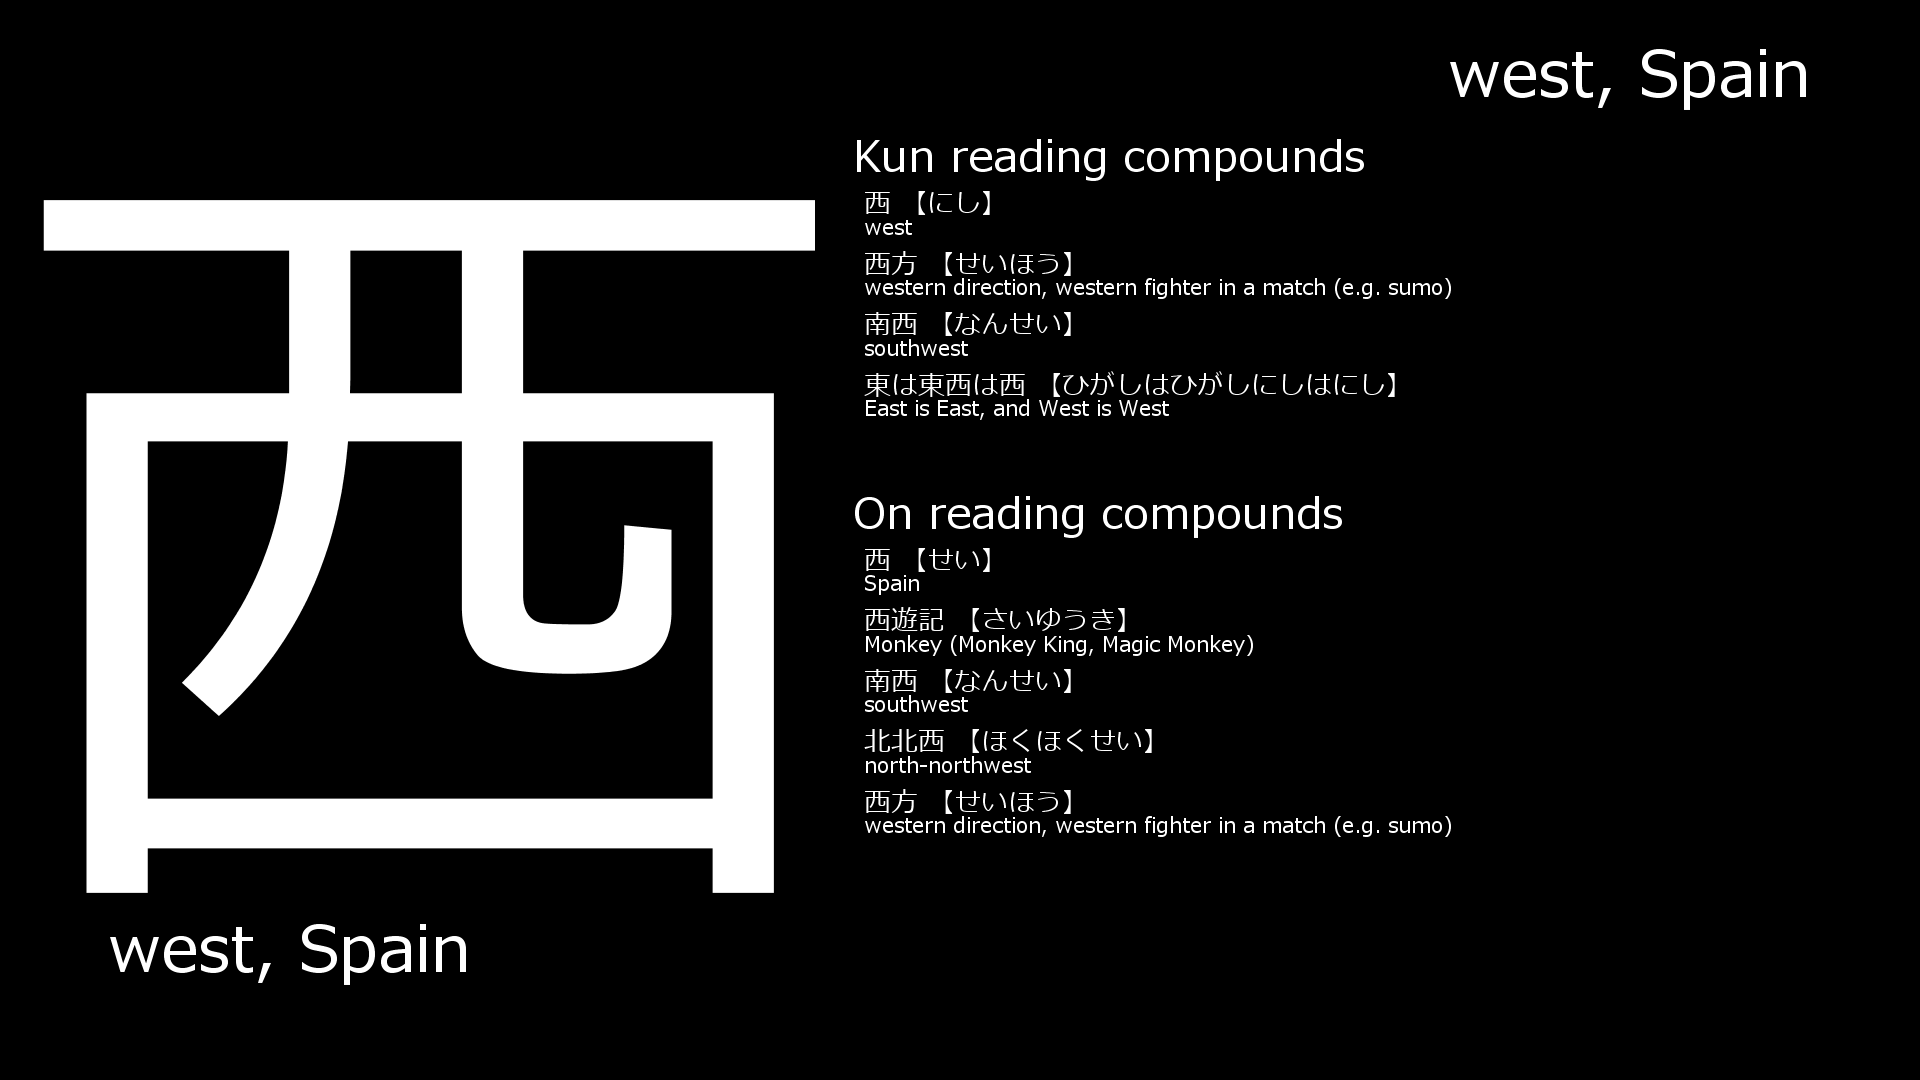 west, Spain
西
west, Spain
Kun reading compounds
西 【にし】
west
西方 【せいほう】
western direction, western fighter in a match (e.g. sumo)
南西 【なんせい】
southwest
東は東西は西 【ひがしはひがしにしはにし】
East is East, and West is West
On reading compounds
西 【せい】
Spain
西遊記 【さいゆうき】
Monkey (Monkey King, Magic Monkey)
南西 【なんせい】
southwest
北北西 【ほくほくせい】
north-northwest
西方 【せいほう】
western direction, western fighter in a match (e.g. sumo)